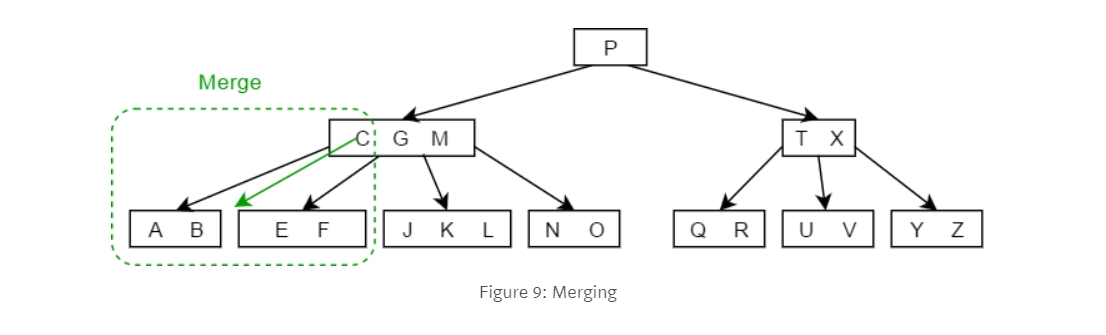 P
Merge
C G M
T X
A B
E F
J K L
N O
Q R
U V
Y Z
Figure 9: Merging